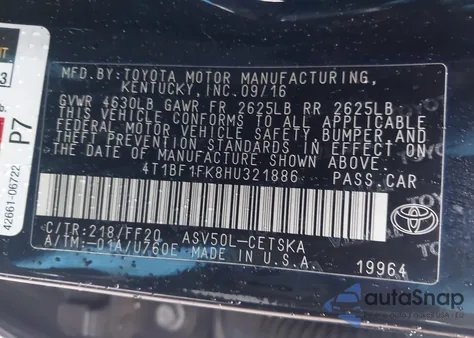 MFD. BY: TOYOTA MOTOR MANUFACTURING,
KENTUCKY, INC. 09/16
GVWR 4630LB GAWR FR 2625LB RR 2625LB
THIS VEHICLE CONFORMS TO ALL APPLICABLE
FEDERAL MOTOR VEHICLE SAFETY BUMPER AND
THEFT PREVENTION STANDARDS IN EFFECT ON
THE DATE OF MANUFACTURE SHOWN ABOVE.
4T1BF1FK8HU321886 PASS.CAR
C/TR:218/FF20 ASV50L-CETSKA
A/TM:-01A/U760E MADE IN U.S.A.
19964
TOYOTA
42661-06722
P7
autaSnap